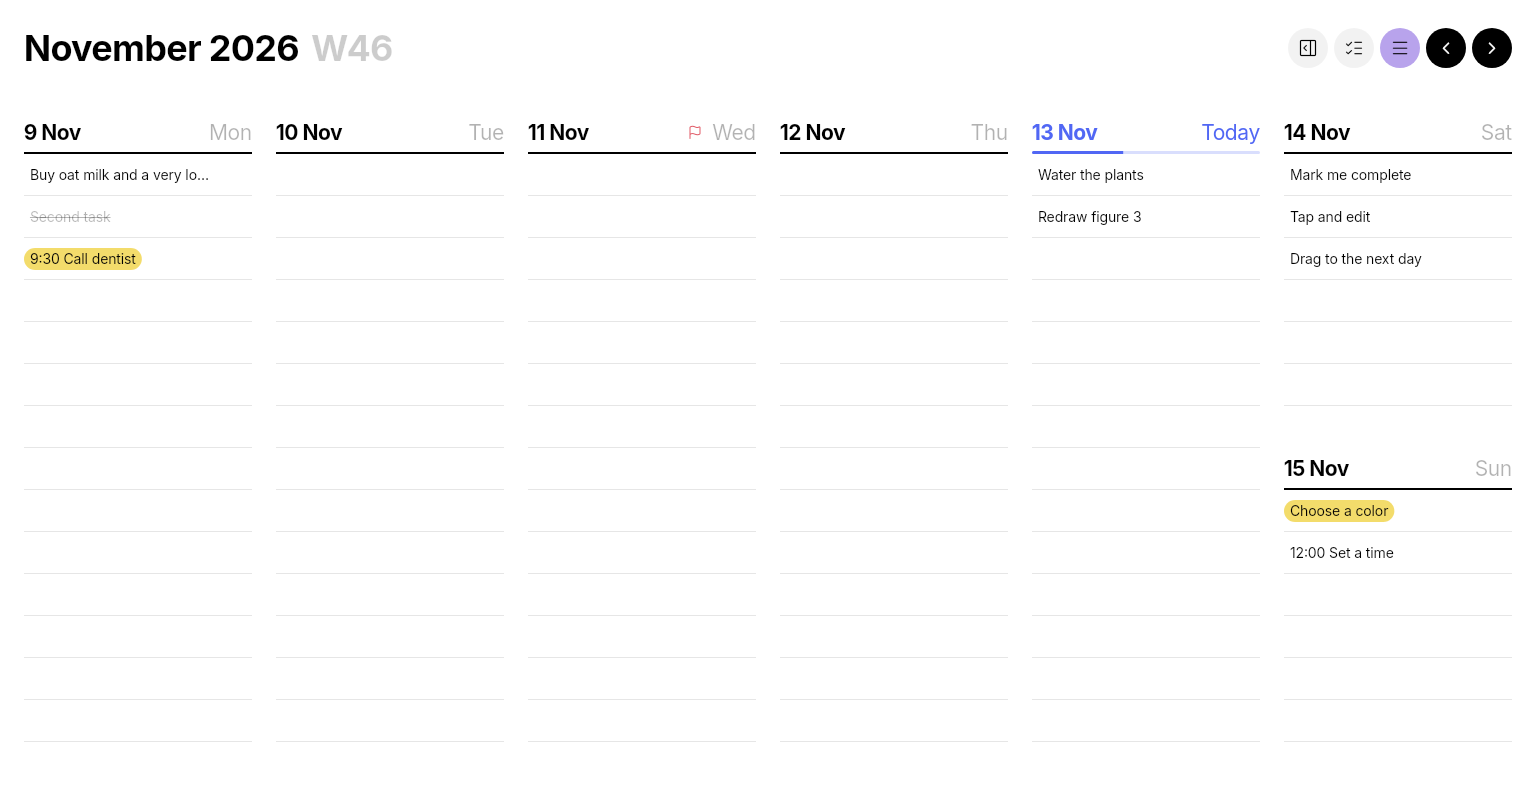 November 2026 W46
9 Nov Mon
Buy oat milk and a very lo...
Second task
9:30 Call dentist
10 Nov Tue
11 Nov Wed
12 Nov Thu
13 Nov Today
Water the plants
Redraw figure 3
14 Nov Sat
Mark me complete
Tap and edit
Drag to the next day
15 Nov Sun
Choose a color
12:00 Set a time